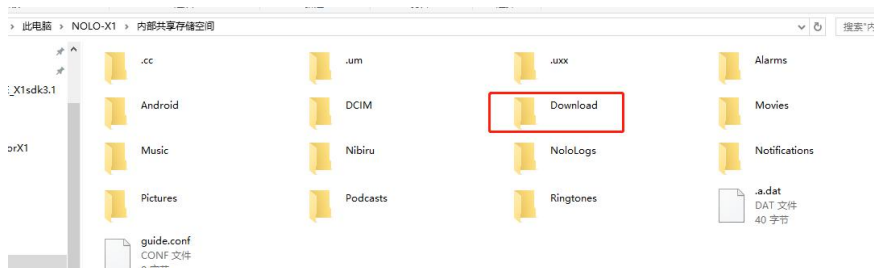 › 此电脑 › NOLO-X1 › 内部共享存储空间
搜索"内
.cc
.um
.uxx
Alarms
_X1sdk3.1
Android
DCIM
Download
Movies
orX1
Music
Nibiru
NoloLogs
Notifications
Pictures
Podcasts
Ringtones
.a.dat
DAT 文件
40 字节
guide.conf
CONF 文件